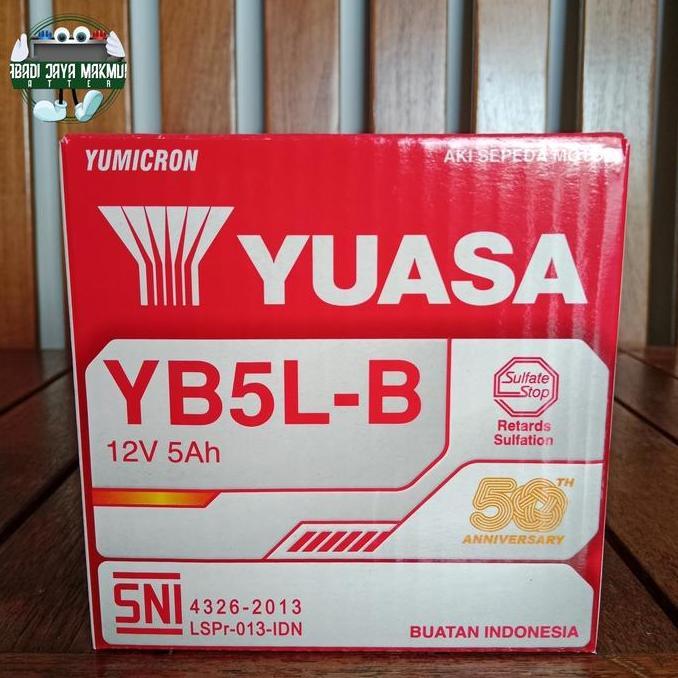 ABADI JAYA MAKMUR
YUMICRON
AKI SEPEDA MOTOR
YUASA
YB5L-B
12V 5Ah
Sulfate
Stop
Retards
Sulfation
50TH
ANNIVERSARY
SNI
4326-2013
LSPr-013-IDN
BUATAN INDONESIA